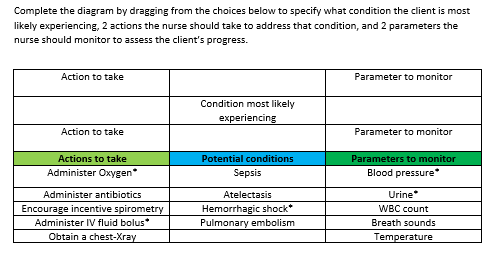 Complete the diagram by dragging from the choices below to specify what condition the client is most
likely experiencing, 2 actions the nurse should take to address that condition, and 2 parameters the
nurse should monitor to assess the client's progress.
Action to take Parameter to monitor
Condition most likely
experiencing
Action to take Parameter to monitor
Actions to take Potential conditions Parameters to monitor
Administer Oxygen* Sepsis Blood pressure*
Administer antibiotics Atelectasis Urine*
Encourage incentive spirometry Hemorrhagic shock* WBC count
Administer IV fluid bolus* Pulmonary embolism Breath sounds
Obtain a chest-Xray Temperature